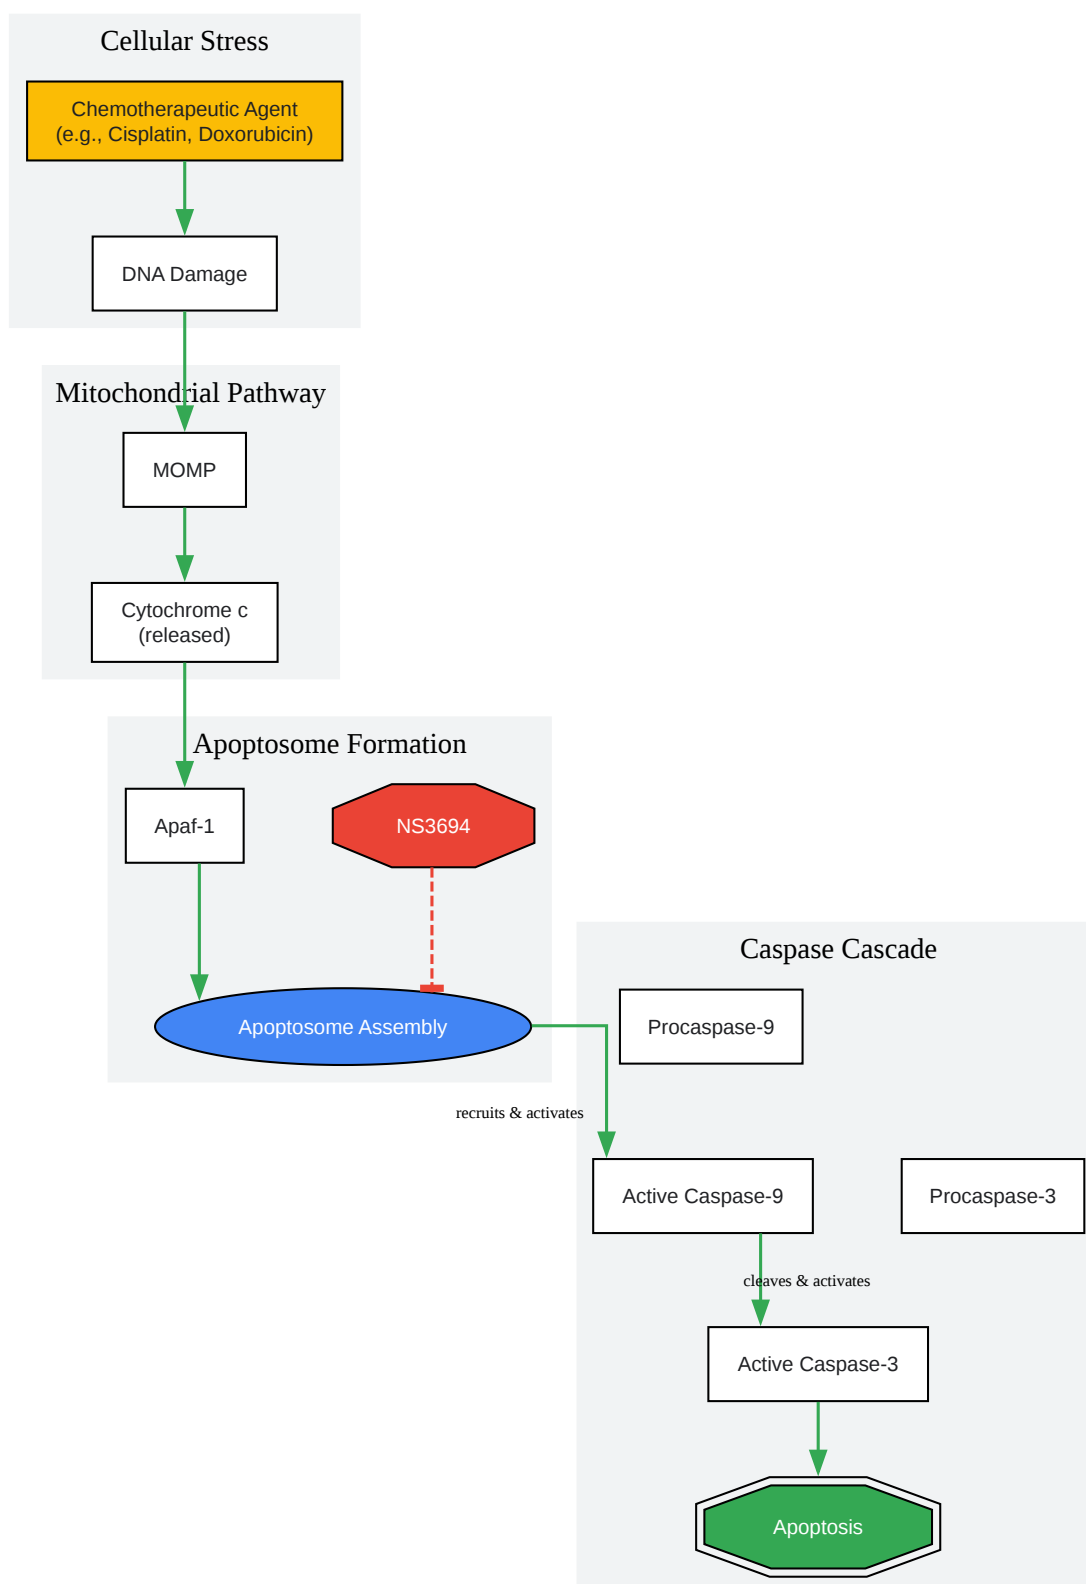 Cellular Stress
Chemotherapeutic Agent
(e.g., Cisplatin, Doxorubicin)
DNA Damage
Mitochondrial Pathway
MOMP
Cytochrome c
(released)
Apoptosome Formation
Apaf-1
NS3694
Apoptosome Assembly
Caspase Cascade
Procaspase-9
recruits & activates
Active Caspase-9
Procaspase-3
cleaves & activates
Active Caspase-3
Apoptosis